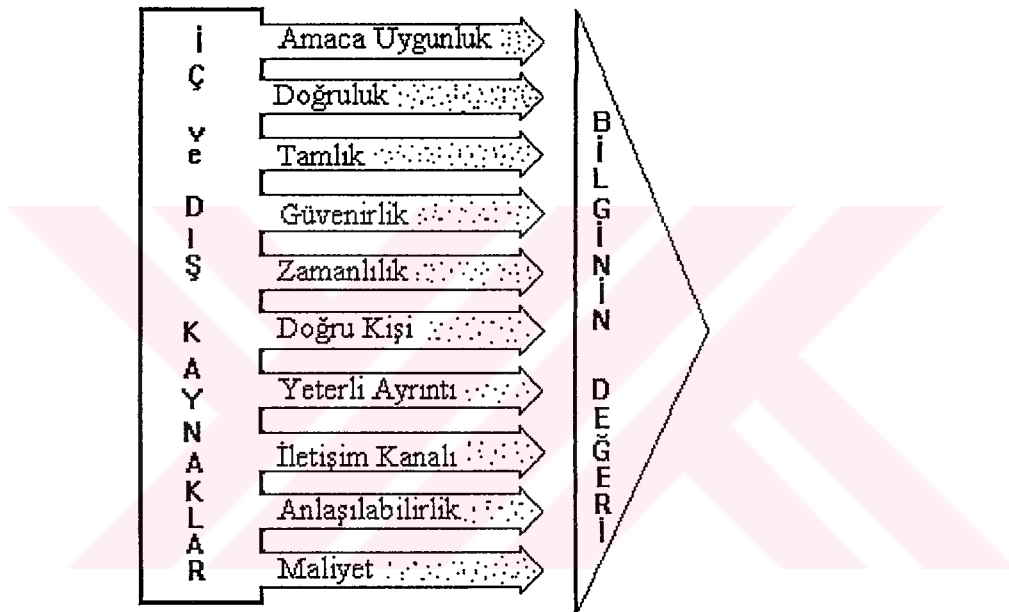 İÇ ve DIŞ KAYNAKLAR
Amaca Uygunluk
Doğruluk
Tamlık
Güvenirlik
Zamanlılık
Doğru Kişi
Yeterli Ayrıntı
İletişim Kanalı
Anlaşılabilirlik
Maliyet
BİLGİNİN DEĞERİ